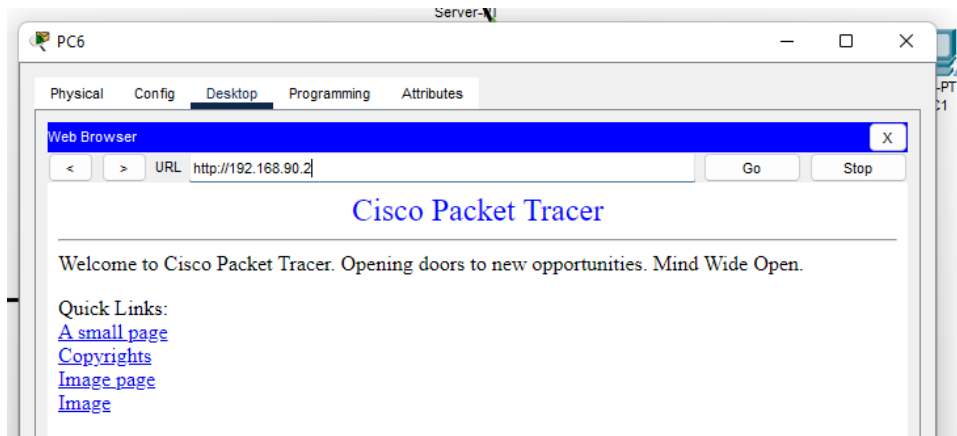 Server-PT
PC6
Physical Config Desktop Programming Attributes
-PT
C1
Web Browser X
< > URL http://192.168.90.2 Go Stop
Cisco Packet Tracer
Welcome to Cisco Packet Tracer. Opening doors to new opportunities. Mind Wide Open.
Quick Links:
A small page
Copyrights
Image page
Image